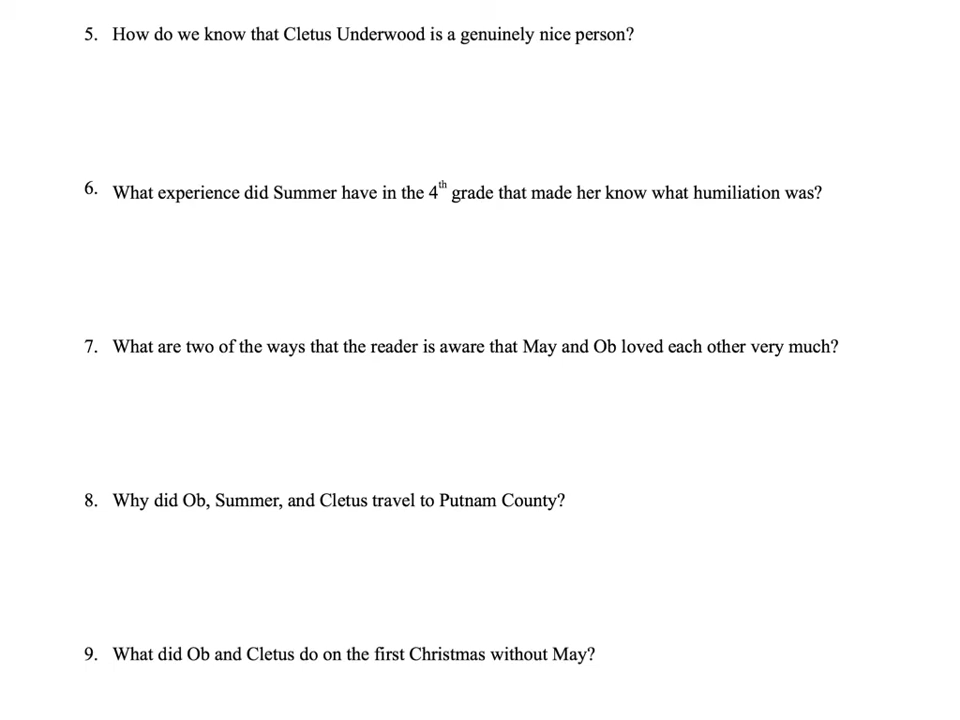 5. How do we know that Cletus Underwood is a genuinely nice person?
6. What experience did Summer have in the 4th grade that made her know what humiliation was?
7. What are two of the ways that the reader is aware that May and Ob loved each other very much?
8. Why did Ob, Summer, and Cletus travel to Putnam County?
9. What did Ob and Cletus do on the first Christmas without May?